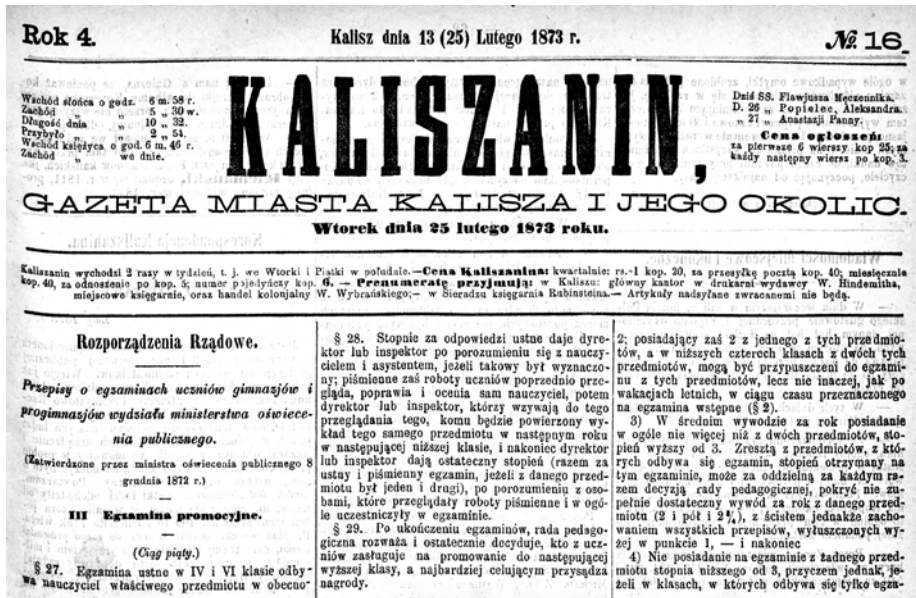 Rok 4.
Kalisz dnia 13 (25) Lutego 1873 r.
№ 16.
Wschód słońca o godz. 6 m. 58 r.
Zachód „ „ 5 „ 30 w.
Długość dnia „ 10 „ 32.
Przybyło „ „ 2 „ 54.
Wschód księżyca o god. 6 m. 46 r.
Zachód „ we dnie.
KALISZANIN,
Dziś SS. Flawjusza Męczennika.
D. 26 „ Popielec, Aleksandra.
„ 27 „ Anastazji Panny.
Cena ogłoszeń:
za pierwsze 6 wierszy kop 25; za
każdy następny wiersz po kop. 3.
GAZETA MIASTA KALISZA I JEGO OKOLIC.
Wtorek dnia 25 lutego 1873 roku.
Kaliszanin wychodzi 2 razy w tydzień, t. j. we Wtorki i Piątki w południe.—Cena Kaliszanina: kwartalnie: rs. 1 kop. 20, za przesyłkę pocztą kop. 40; miesięcznie
kop. 40, za odnoszenie po kop. 5; numer pojedyńczy kop. 6. — Prenumeratę przyjmują: w Kaliszu: główny kantor w drukarni wydawcy W. Hindemitha,
miejscowe księgarnie, oraz handel kolonjalny W. Wybrańskiego;— w Sieradzu księgarnia Rubinsteina.— Artykuły nadsyłane zwracanemi nie będą.
Rozporządzenia Rządowe.
Przepisy o egzaminach uczniów gimnazjów i
progimnazjów wydziału ministerstwa oświece-
nia publicznego.
(Zatwierdzone przez ministra oświecenia publicznego 8
grudnia 1872 r.)
III Egzamina promocyjne.
(Ciąg piąty.)
§ 27. Egzamina ustne w IV i VI klasie odby-
wa nauczyciel właściwego przedmiotu w obecno-
§ 28. Stopnie za odpowiedzi ustne daje dyre-
ktor lub inspektor po porozumieniu się z nauczy-
cielem i asystentem, jeżeli takowy był wyznaczo-
ny; piśmienne zaś roboty uczniów poprzednio prze-
gląda, poprawia i ocenia sam nauczyciel, potem
dyrektor lub inspektor, którzy wzywają do tego
przeglądania tego, komu będzie powierzony wy-
kład tego samego przedmiotu w następnym roku
w następującej niższej klasie, i nakoniec dyrektor
lub inspektor dają ostateczny stopień (razem za
ustny i piśmienny egzamin, jeżeli z danego przed-
miotu był jeden i drugi), po porozumieniu z oso-
bami, które przeglądały roboty piśmienne i w ogó-
le uczestniczyły w egzaminie.
§ 29. Po ukończeniu egzaminów, rada pedago-
giczna rozważa i ostatecznie decyduje, kto z ucz-
niów zasługuje na promowanie do następującej
wyższej klasy, a najbardziej celującym przysądza
nagrody.
2; posiadający zaś 2 z jednego z tych przedmio-
tów, a w niższych czterech klasach z dwóch tych
przedmiotów, mogą być przypuszczeni do egzami-
nu z tych przedmiotów, lecz nie inaczej, jak po
wakacjach letnich, w ciągu czasu przeznaczonego
na egzamina wstępne (§ 2).
3) W średnim wywodzie za rok posiadanie
w ogóle nie więcej niż z dwóch przedmiotów, sto-
pień wyższy od 3. Zresztą z przedmiotów, z któ-
rych odbywa się egzamin, stopień otrzymany na
tym egzaminie, może za oddzielną za każdym ra-
zem decyzją rady pedagogicznej, pokryć nie zu-
pełnie dostateczny wywód za rok z danego przed-
miotu (2 i pół i 2¾), z ścisłem jednakże zacho-
waniem wszystkich przepisów, wyłuszczonych wy-
żej w punkcie 1, — i nakoniec
4) Nie posiadanie na egzaminie z żadnego przed-
miotu stopnia niższego od 3, przyczem jednak, je-
żeli w klasach, w których odbywa się tylko egza-